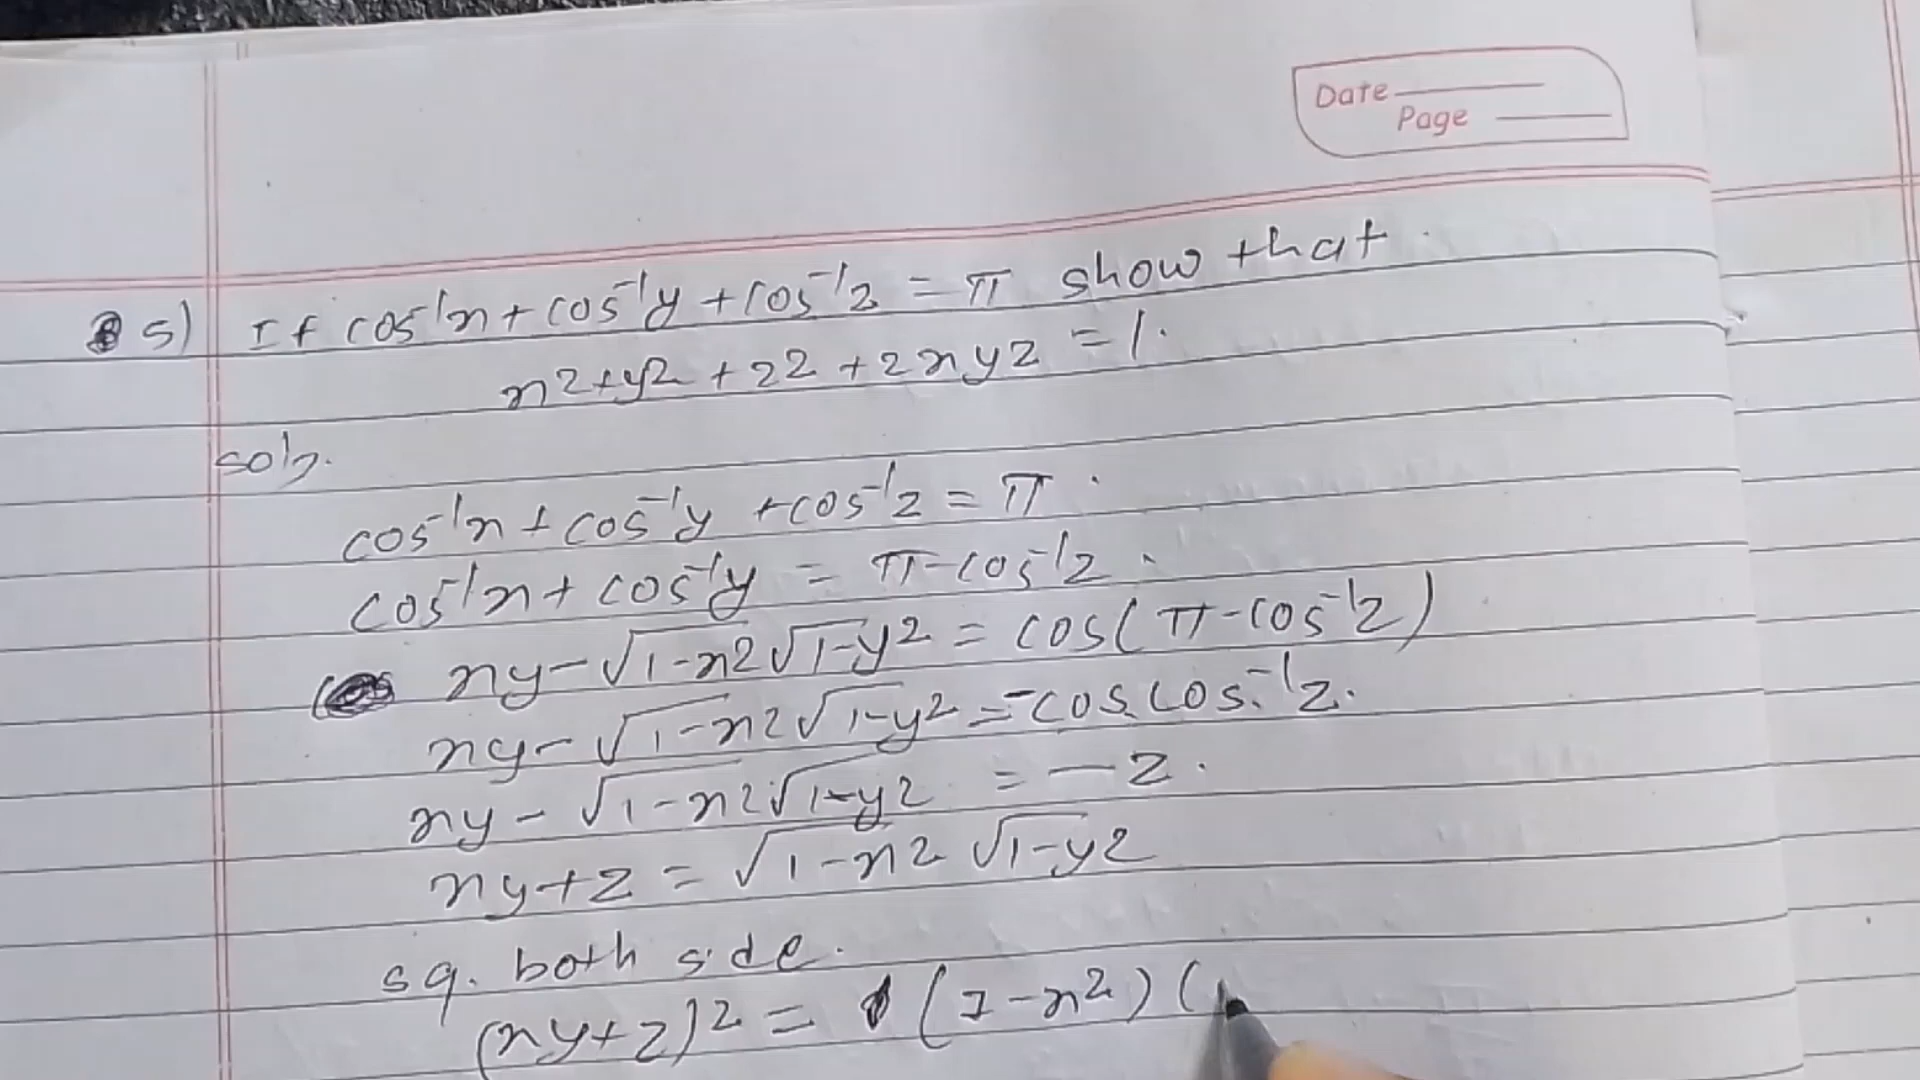 Date
Page
5) If cos⁻¹x + cos⁻¹y + cos⁻¹z = π show that
x2+y2 + z2 + 2xyz = 1.
soln.
cos⁻¹x + cos⁻¹y + cos⁻¹z = π.
cos⁻¹x + cos⁻¹y = π - cos⁻¹z.
xy - √1-x2 √1-y2 = cos(π - cos⁻¹z)
xy - √1-x2 √1-y2 = -cos.cos⁻¹z.
xy - √1-x2 √1-y2 = -z.
xy+z = √1-x2 √1-y2
sq. both side.
(xy+z)2 = (1-x2) (